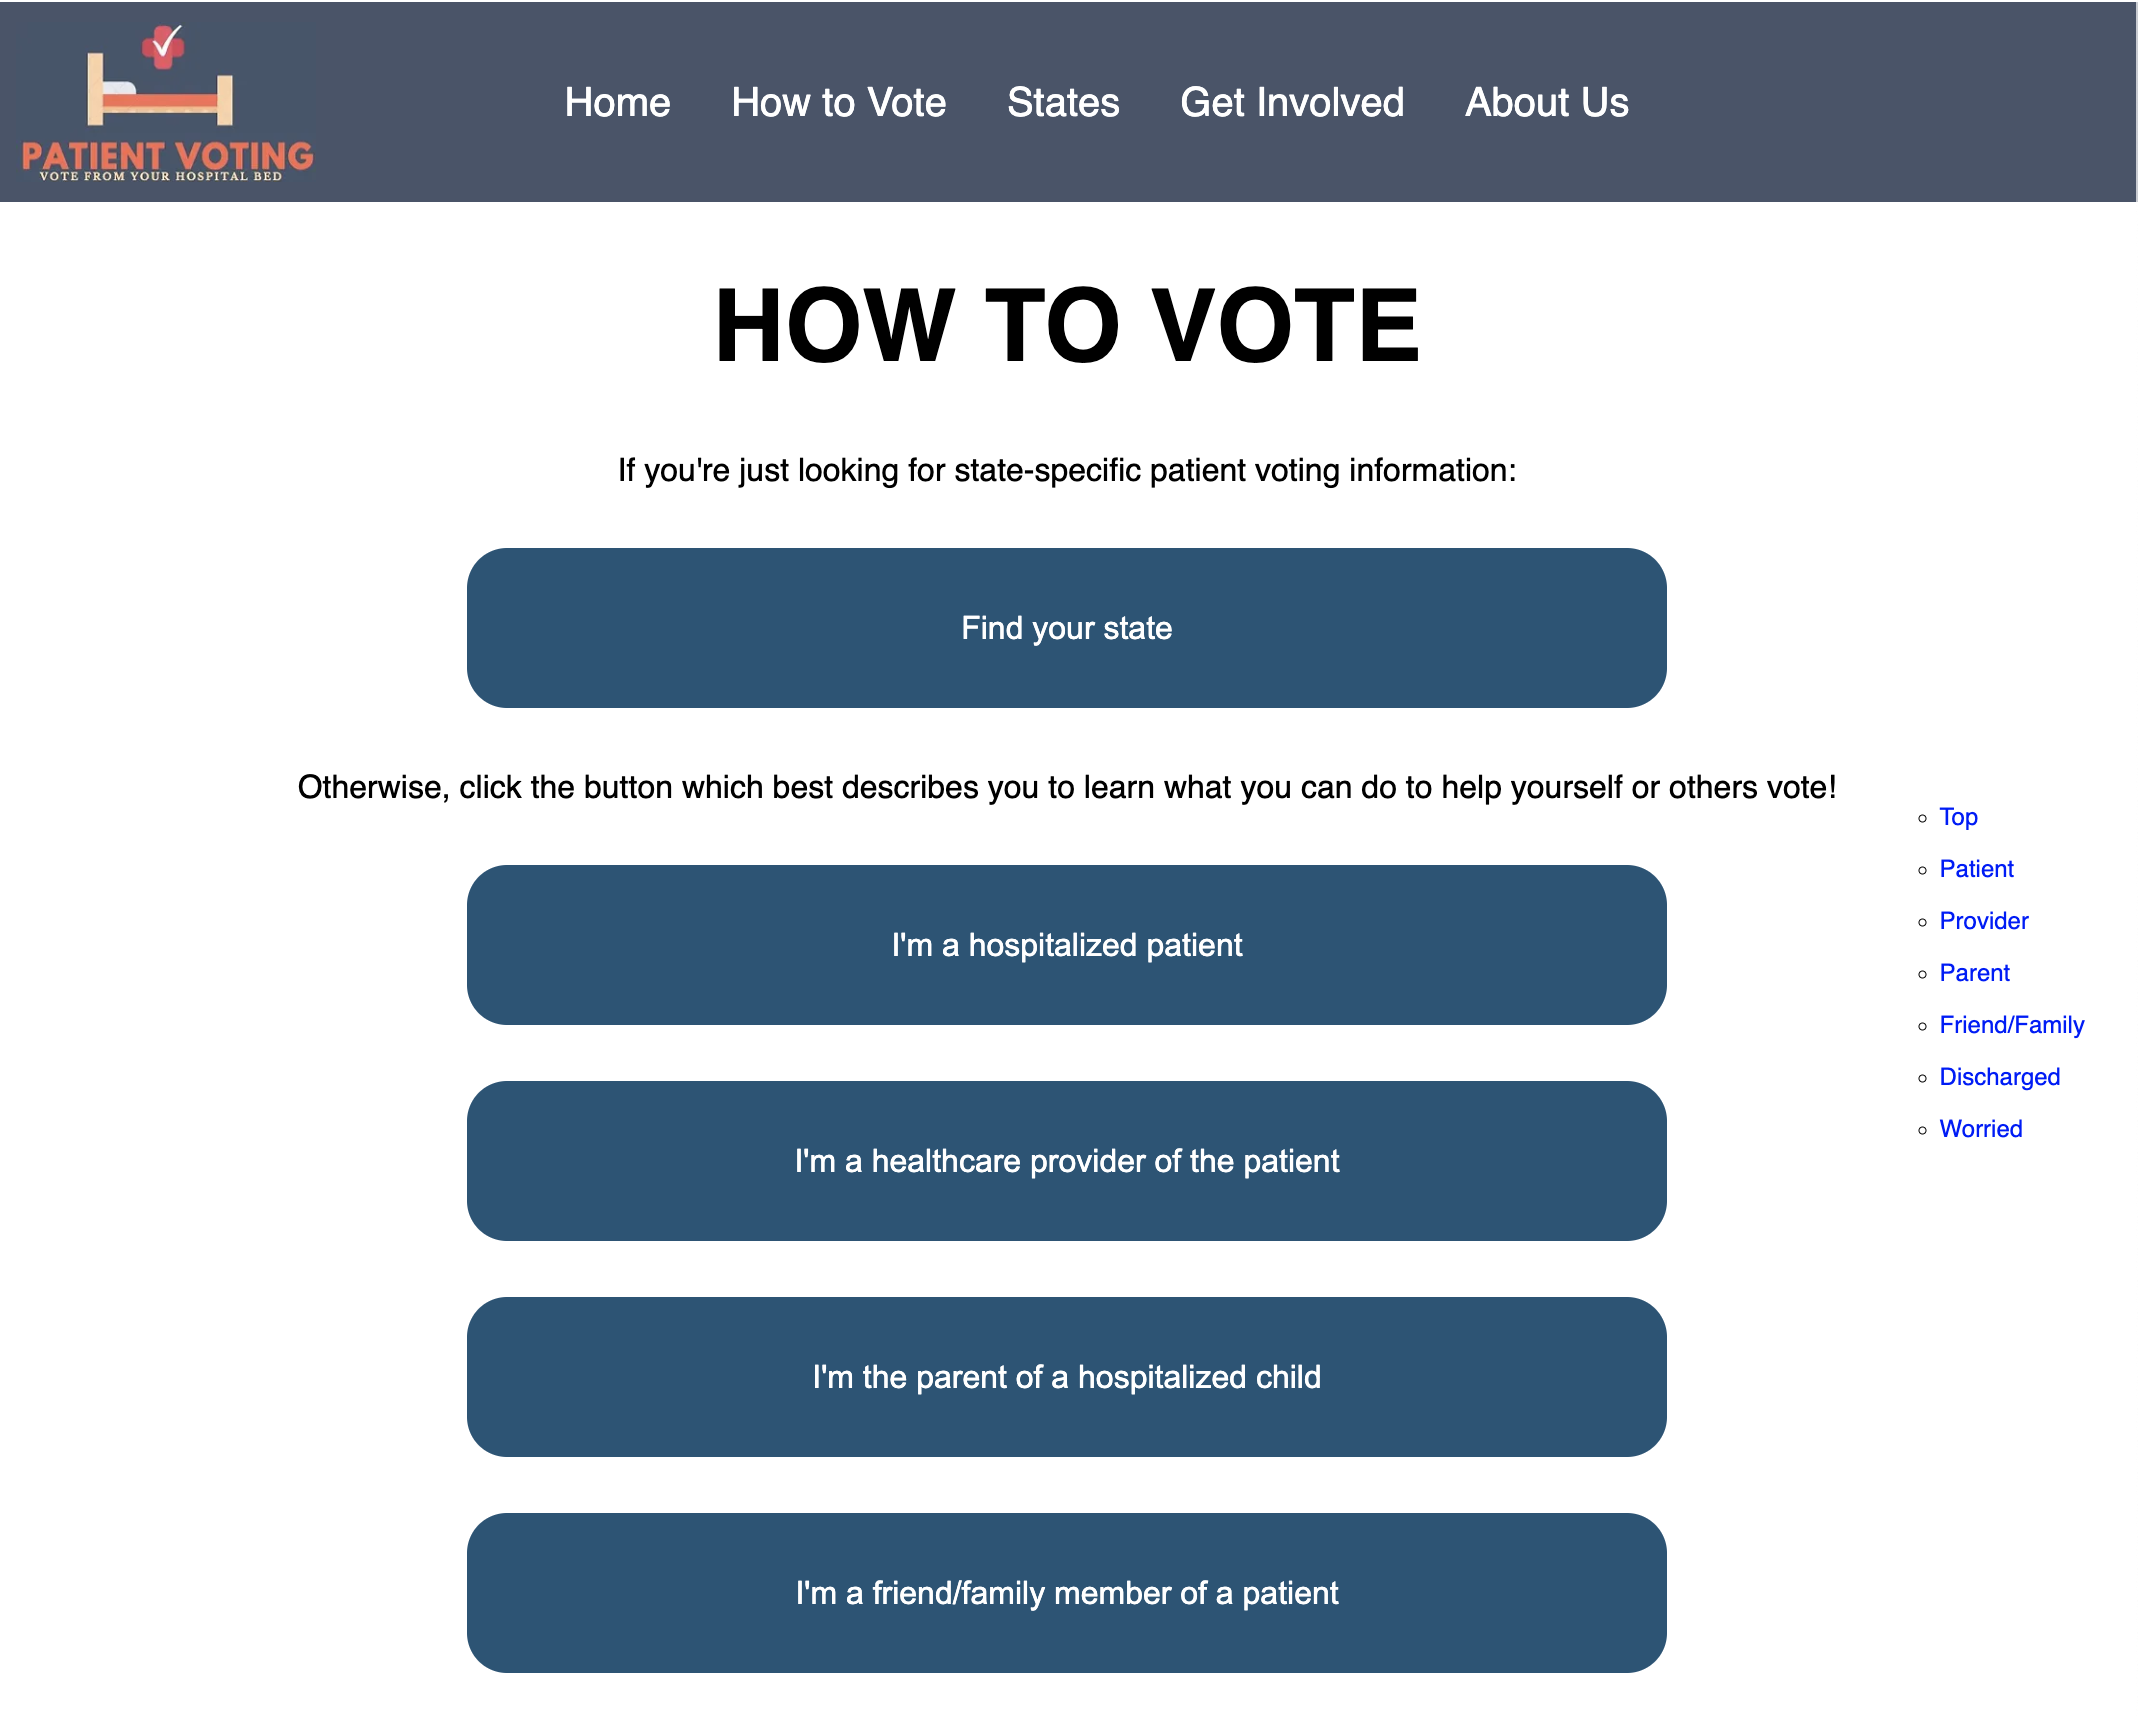 PATIENT VOTING
VOTE FROM YOUR HOSPITAL BED
Home How to Vote States Get Involved About Us
HOW TO VOTE
If you're just looking for state-specific patient voting information:
Find your state
Otherwise, click the button which best describes you to learn what you can do to help yourself or others vote!
I'm a hospitalized patient
I'm a healthcare provider of the patient
I'm the parent of a hospitalized child
I'm a friend/family member of a patient
Top
Patient
Provider
Parent
Friend/Family
Discharged
Worried